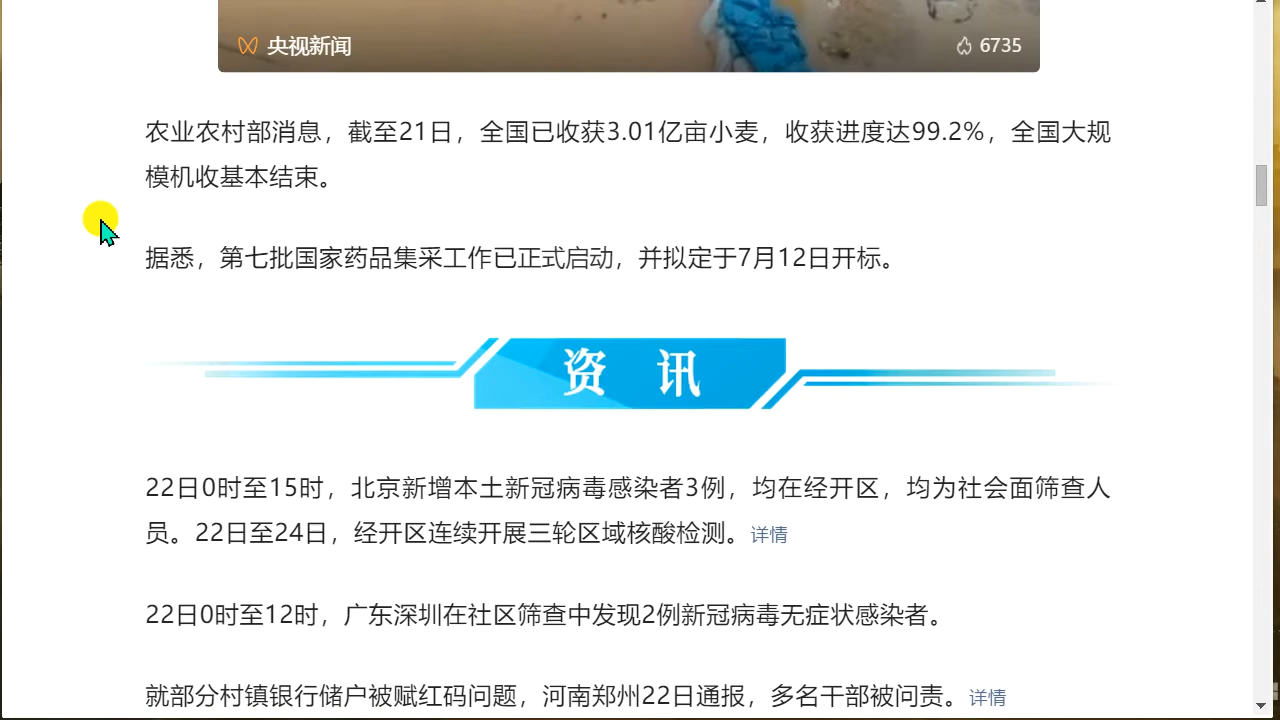 央视新闻 6735
农业农村部消息，截至21日，全国已收获3.01亿亩小麦，收获进度达99.2%，全国大规
模机收基本结束。
据悉，第七批国家药品集采工作已正式启动，并拟定于7月12日开标。
资 讯
22日0时至15时，北京新增本土新冠病毒感染者3例，均在经开区，均为社会面筛查人
员。22日至24日，经开区连续开展三轮区域核酸检测。详情
22日0时至12时，广东深圳在社区筛查中发现2例新冠病毒无症状感染者。
就部分村镇银行储户被赋红码问题，河南郑州22日通报，多名干部被问责。详情